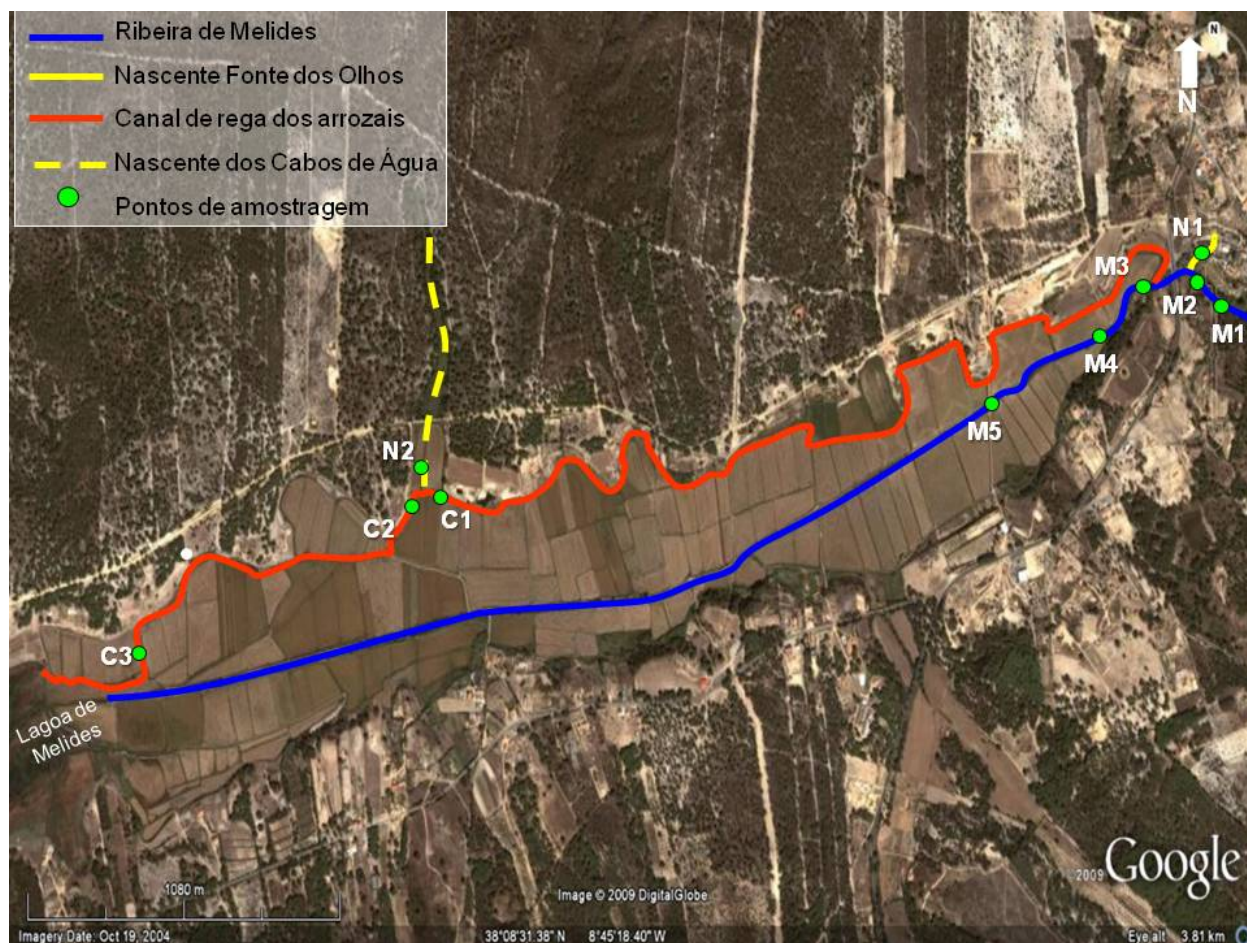 Ribeira de Melides
Nascente Fonte dos Olhos
Canal de rega dos arrozais
Nascente dos Cabos de Água
Pontos de amostragem
N
N
N1
M3
M2
M1
M4
M5
N2
C1
C2
C3
Lagoa de
Melides
©2009 Google
1080 m
Image © 2009 DigitalGlobe
Imagery Date: Oct 19, 2004 38°08'31.38" N 8°45'18.40" W Eye alt 3.81 km